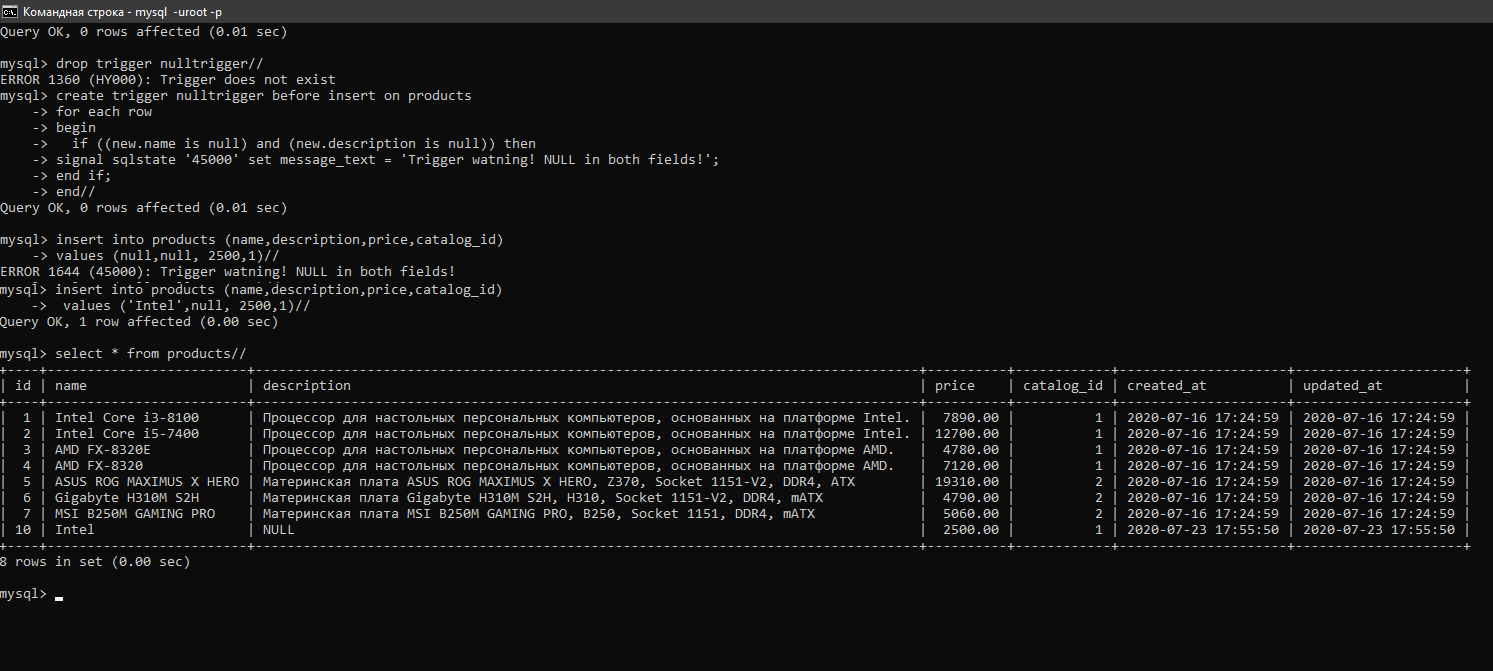 Командная строка - mysql  -uroot -p
Query OK, 0 rows affected (0.01 sec)
mysql> drop trigger nulltrigger//
ERROR 1360 (HY000): Trigger does not exist
mysql> create trigger nulltrigger before insert on products
    -> for each row
    -> begin
    ->   if ((new.name is null) and (new.description is null)) then
    -> signal sqlstate '45000' set message_text = 'Trigger watning! NULL in both fields!';
    -> end if;
    -> end//
Query OK, 0 rows affected (0.01 sec)
mysql> insert into products (name,description,price,catalog_id)
    -> values (null,null, 2500,1)//
ERROR 1644 (45000): Trigger watning! NULL in both fields!
mysql> insert into products (name,description,price,catalog_id)
    ->  values ('Intel',null, 2500,1)//
Query OK, 1 row affected (0.00 sec)
mysql> select * from products//
| id | name | description | price | catalog_id | created_at | updated_at |
| 1 | Intel Core i3-8100 | Процессор для настольных персональных компьютеров, основанных на платформе Intel. | 7890.00 | 1 | 2020-07-16 17:24:59 | 2020-07-16 17:24:59 |
| 2 | Intel Core i5-7400 | Процессор для настольных персональных компьютеров, основанных на платформе Intel. | 12700.00 | 1 | 2020-07-16 17:24:59 | 2020-07-16 17:24:59 |
| 3 | AMD FX-8320E | Процессор для настольных персональных компьютеров, основанных на платформе AMD. | 4780.00 | 1 | 2020-07-16 17:24:59 | 2020-07-16 17:24:59 |
| 4 | AMD FX-8320 | Процессор для настольных персональных компьютеров, основанных на платформе AMD. | 7120.00 | 1 | 2020-07-16 17:24:59 | 2020-07-16 17:24:59 |
| 5 | ASUS ROG MAXIMUS X HERO | Материнская плата ASUS ROG MAXIMUS X HERO, Z370, Socket 1151-V2, DDR4, ATX | 19310.00 | 2 | 2020-07-16 17:24:59 | 2020-07-16 17:24:59 |
| 6 | Gigabyte H310M S2H | Материнская плата Gigabyte H310M S2H, H310, Socket 1151-V2, DDR4, mATX | 4790.00 | 2 | 2020-07-16 17:24:59 | 2020-07-16 17:24:59 |
| 7 | MSI B250M GAMING PRO | Материнская плата MSI B250M GAMING PRO, B250, Socket 1151, DDR4, mATX | 5060.00 | 2 | 2020-07-16 17:24:59 | 2020-07-16 17:24:59 |
| 10 | Intel | NULL | 2500.00 | 1 | 2020-07-23 17:55:50 | 2020-07-23 17:55:50 |
8 rows in set (0.00 sec)
mysql>